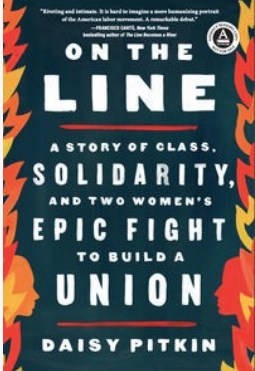 "Riveting and intimate. It is hard to imagine a more humanizing portrait
of the American labor movement. A remarkable debut."
—FRANCISCO CANTÚ, New York Times
bestselling author of The Line Becomes a River
ON THE
LINE
A STORY OF CLASS,
SOLIDARITY,
AND TWO WOMEN'S
EPIC FIGHT
TO BUILD A
UNION
DAISY PITKIN